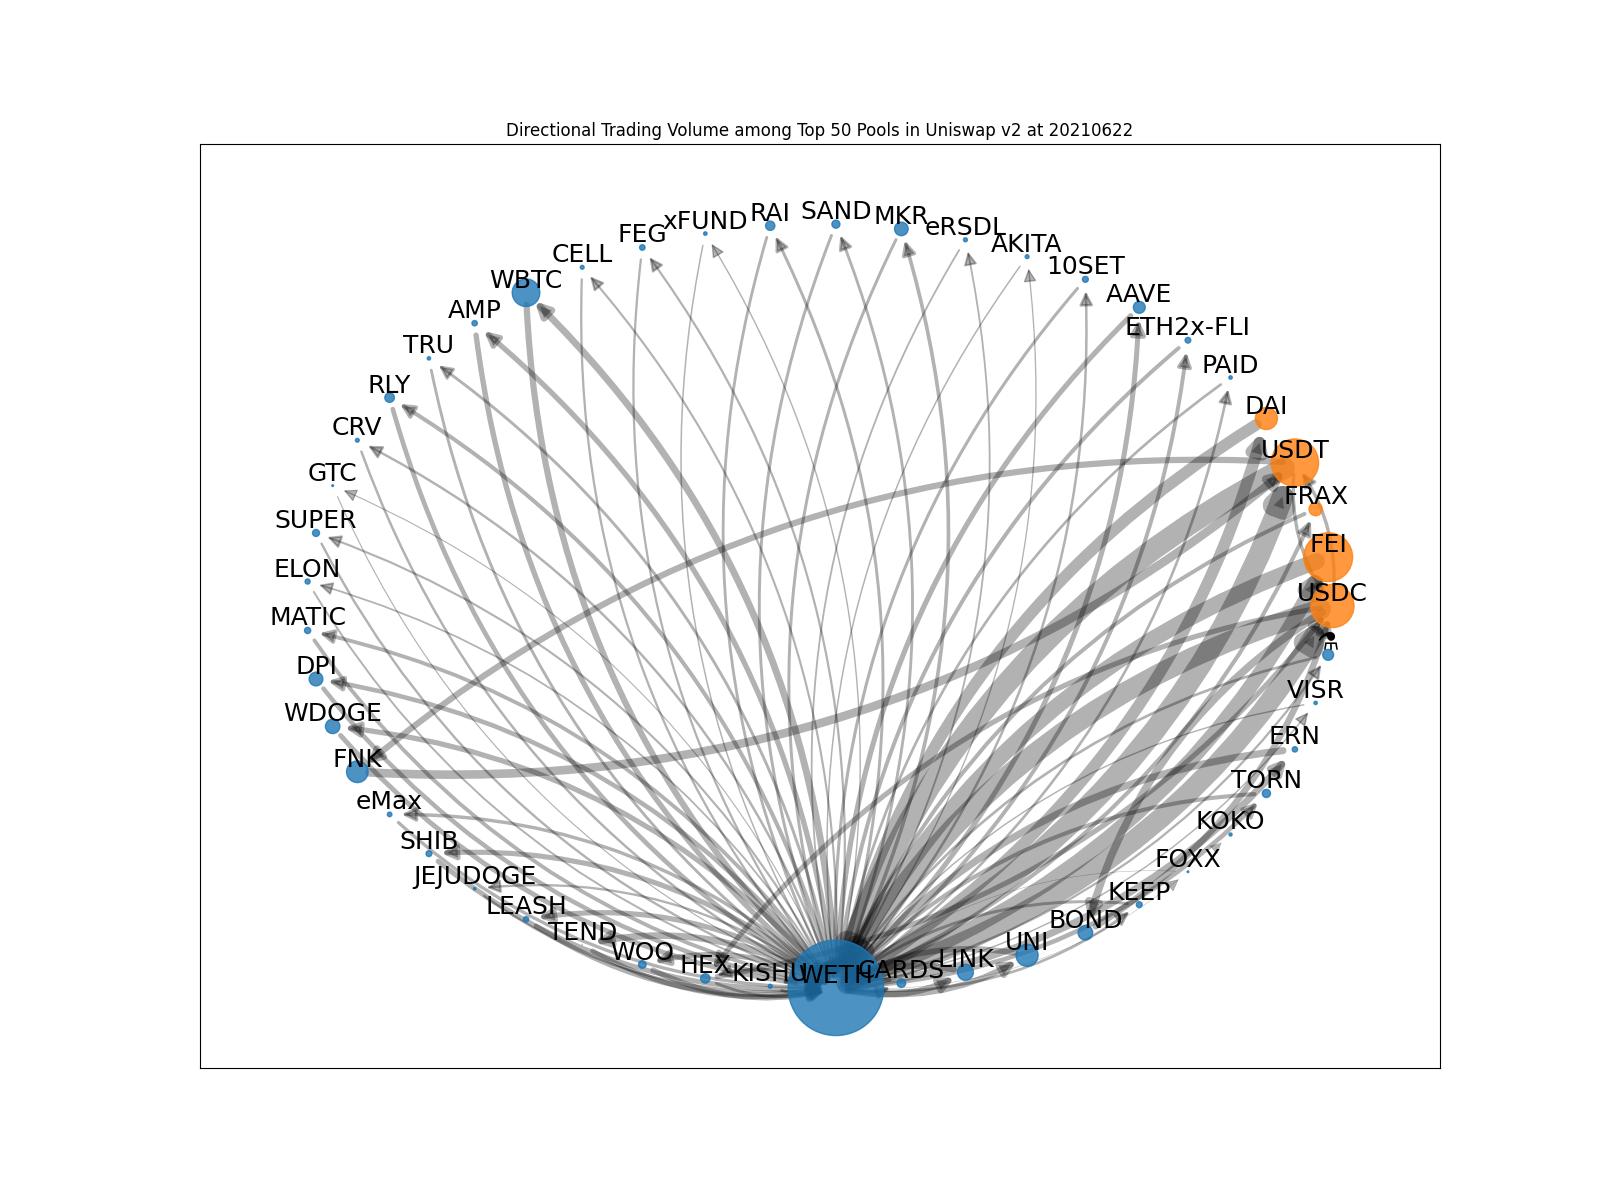 Directional Trading Volume among Top 50 Pools in Uniswap v2 at 20210622
xFUND
RAI
SAND
MKR
eRSDL
FEG
AKITA
CELL
10SET
WBTC
AAVE
AMP
ETH2x-FLI
TRU
PAID
RLY
DAI
CRV
USDT
GTC
FRAX
SUPER
FEI
ELON
USDC
MATIC
DPI
VISR
WDOGE
ERN
FNK
TORN
eMax
KOKO
SHIB
FOXX
JEJUDOGE
KEEP
LEASH
BOND
TEND
UNI
WOO
LINK
HEX
KISHU
WETH
CARDS